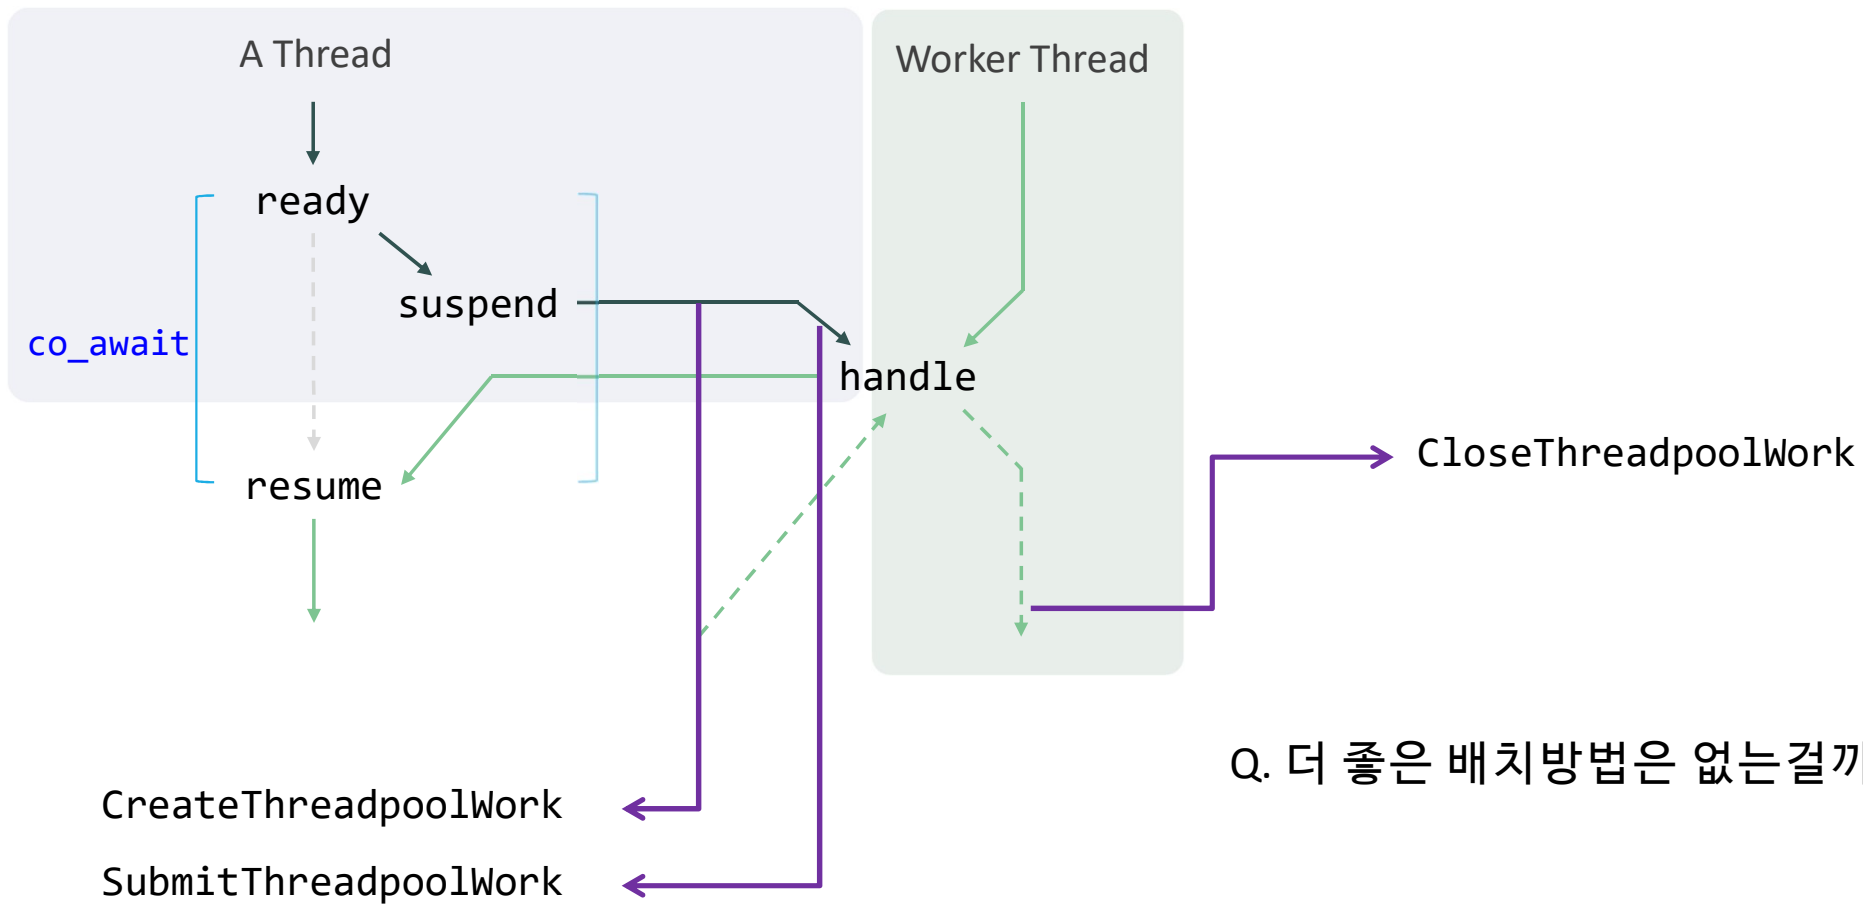 A Thread
Worker Thread
ready
suspend
co_await
handle
resume
CloseThreadpoolWork
Q. 더 좋은 배치방법은 없는걸까
CreateThreadpoolWork
SubmitThreadpoolWork